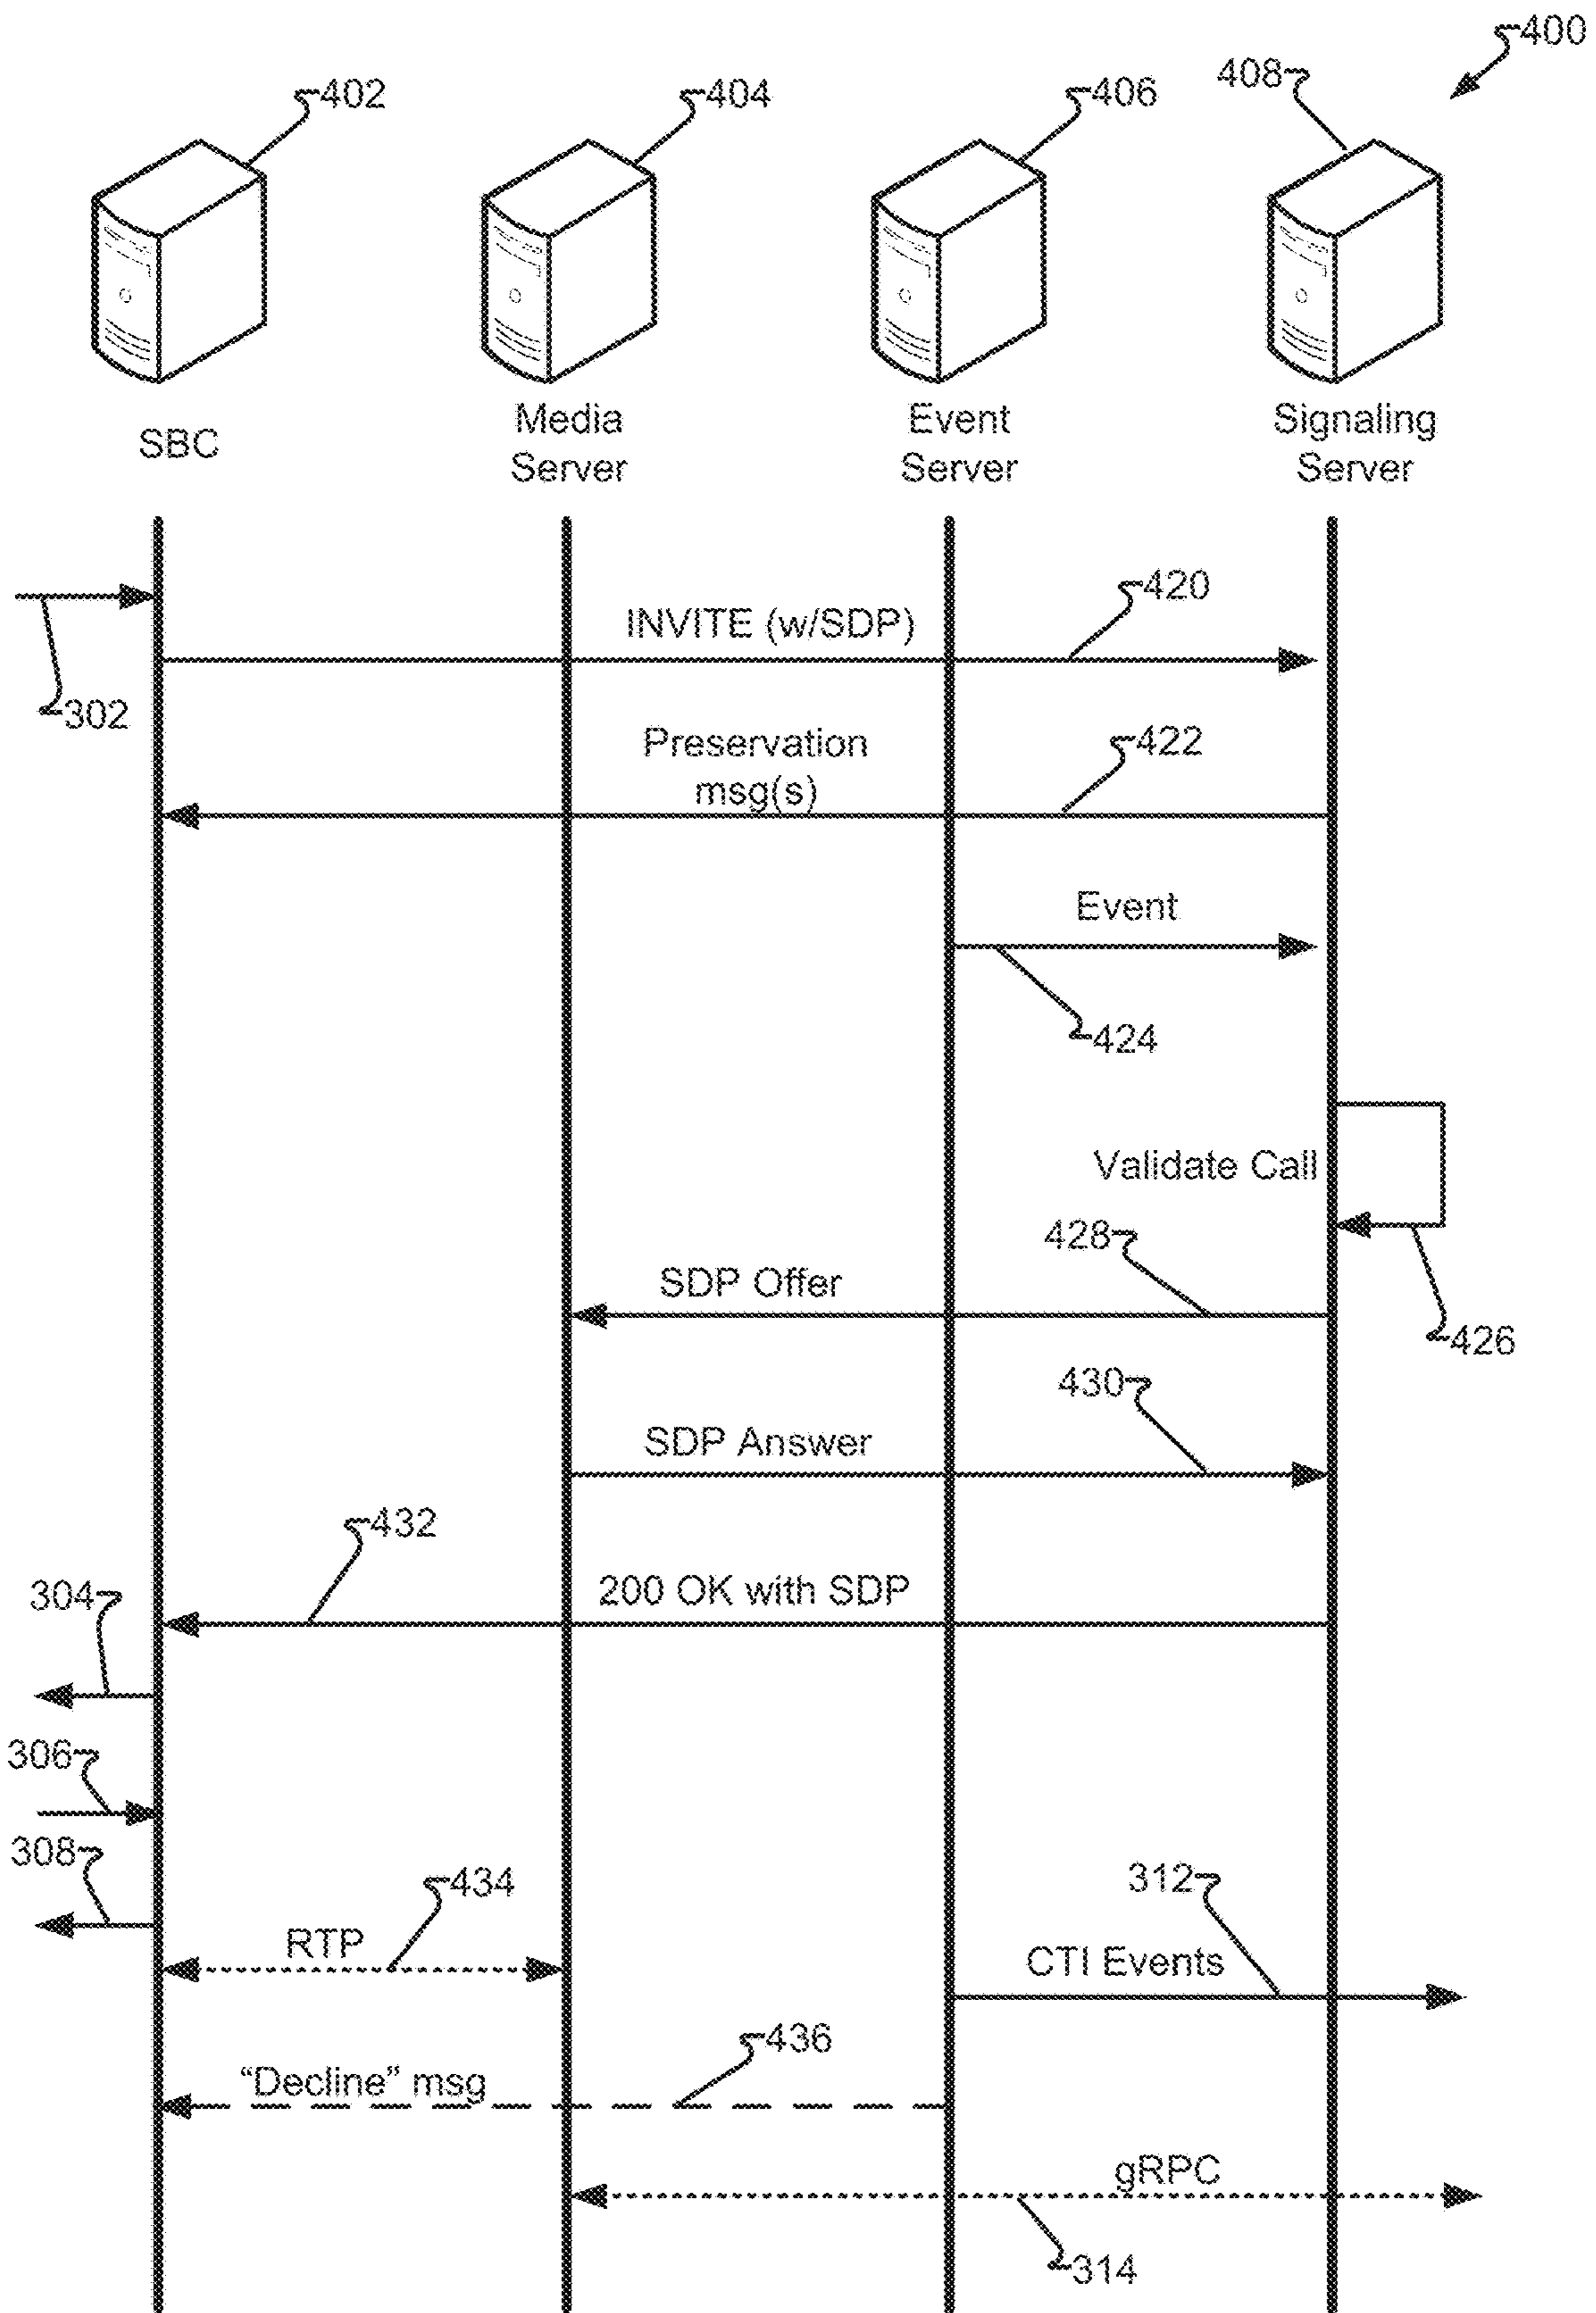 400
402
404
406
408
SBC
Media
Server
Event
Server
Signaling
Server
302
INVITE (w/SDP)
420
Preservation
msg(s)
422
Event
424
Validate Call
426
428
SDP Offer
430
SDP Answer
432
200 OK with SDP
304
306
308
434
RTP
312
CTI Events
436
“Decline” msg
gRPC
314